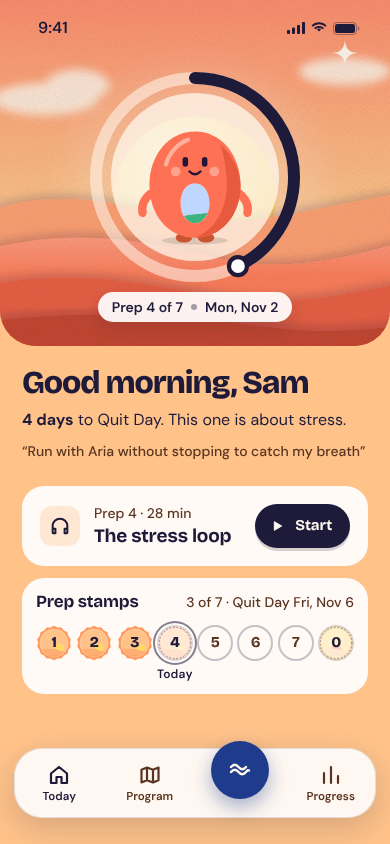 9:41
Prep 4 of 7 • Mon, Nov 2
Good morning, Sam
4 days to Quit Day. This one is about stress.
“Run with Aria without stopping to catch my breath”
Prep 4 · 28 min
The stress loop
Start
Prep stamps
3 of 7 · Quit Day Fri, Nov 6
1 2 3 4 5 6 7 0
Today
Today Program Progress